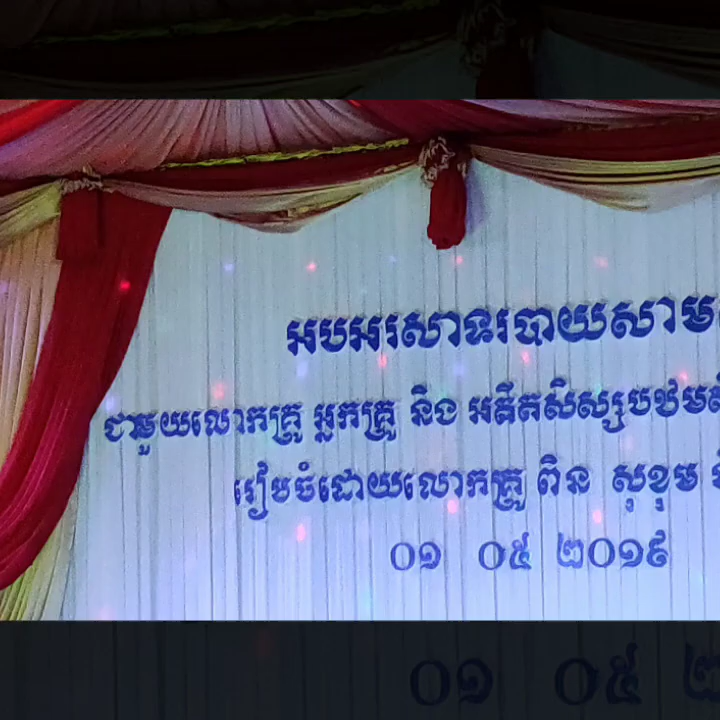 អបអរសាទរបាយសាម
ជាមួយលោកគ្រូ អ្នកគ្រូ និង អតីតសិស្សបឋម
រៀបចំដោយលោកគ្រូ ពិន សុខុម
០១ ០៥ ២០១៩
០១ ០៥ ២